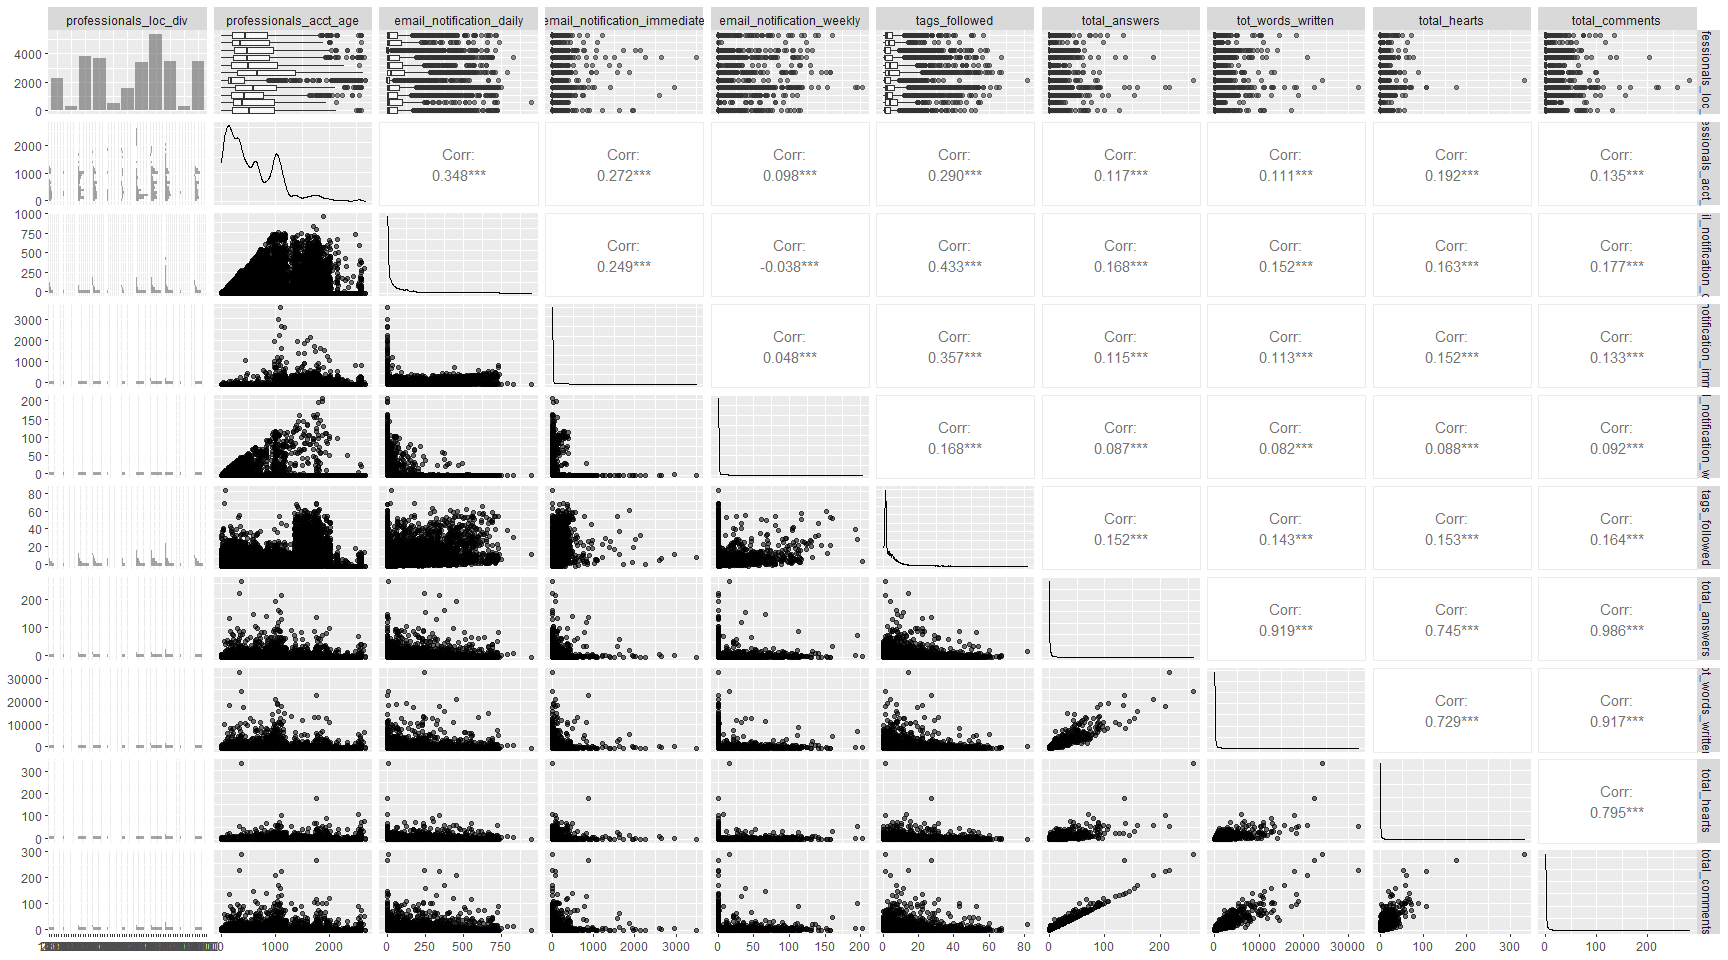 professionals_loc_div professionals_acct_age email_notification_daily email_notification_immediate email_notification_weekly tags_followed total_answers tot_words_written total_hearts total_comments
4000
2000
0
fessionals_loc_
2000
1000
0
Corr: Corr: Corr: Corr: Corr: Corr: Corr: Corr:
0.348*** 0.272*** 0.098*** 0.290*** 0.117*** 0.111*** 0.192*** 0.135***
essionals_acct_
1000
750
500
250
0
Corr: Corr: Corr: Corr: Corr: Corr: Corr:
0.249*** -0.038*** 0.433*** 0.168*** 0.152*** 0.163*** 0.177***
il_notification_d
3000
2000
1000
0
Corr: Corr: Corr: Corr: Corr: Corr:
0.048*** 0.357*** 0.115*** 0.113*** 0.152*** 0.133***
notification_imm
200
150
100
50
0
Corr: Corr: Corr: Corr: Corr:
0.168*** 0.087*** 0.082*** 0.088*** 0.092***
l_notification_w
80
60
40
20
0
Corr: Corr: Corr: Corr:
0.152*** 0.143*** 0.153*** 0.164***
tags_followed
200
100
0
Corr: Corr: Corr:
0.919*** 0.745*** 0.986***
total_answers
30000
20000
10000
0
Corr: Corr:
0.729*** 0.917***
ot_words_written
300
200
100
0
Corr:
0.795***
total_hearts
300
200
100
0
total_comments
0 1000 2000 0 250 500 750 0 1000 2000 3000 0 50 100 150 200 0 20 40 60 80 0 100 200 0 10000 20000 30000 0 100 200 300 0 100 200